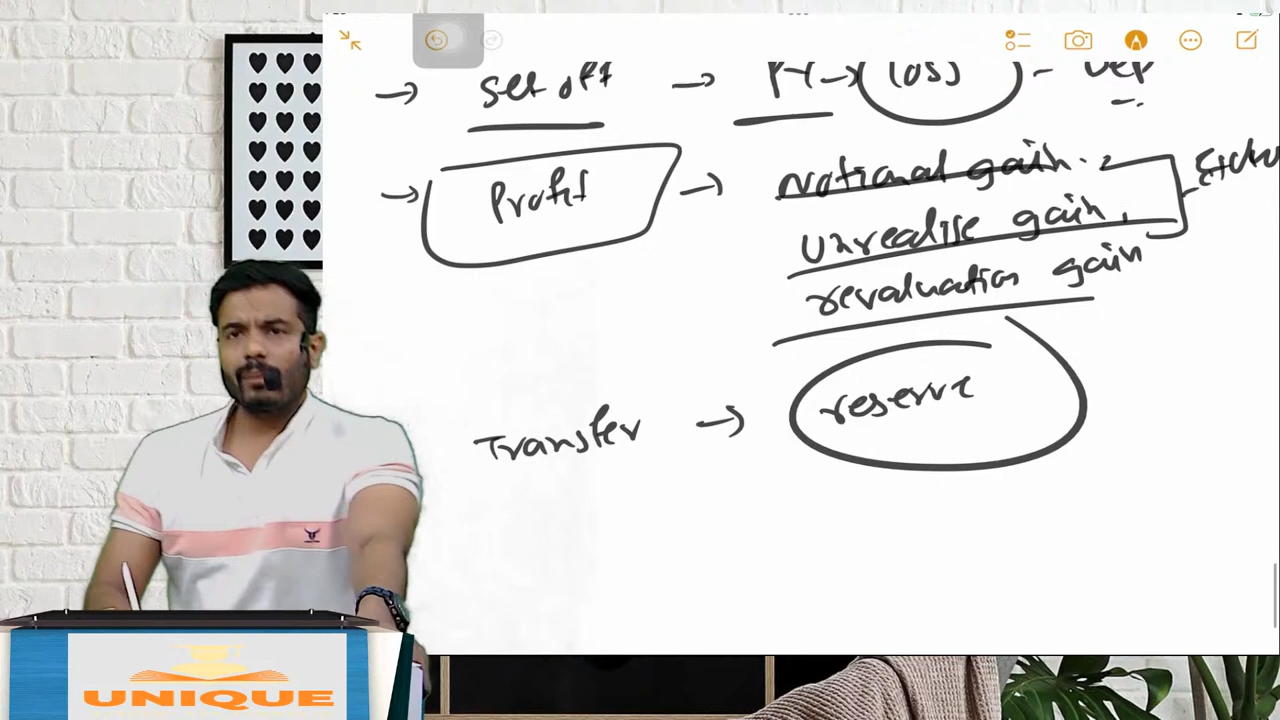 → Set off → PY → loss - Dep
→ Profit → notional gain.
unrealise gain,
revaluation gain
Transfer → reserve
UNIQUE